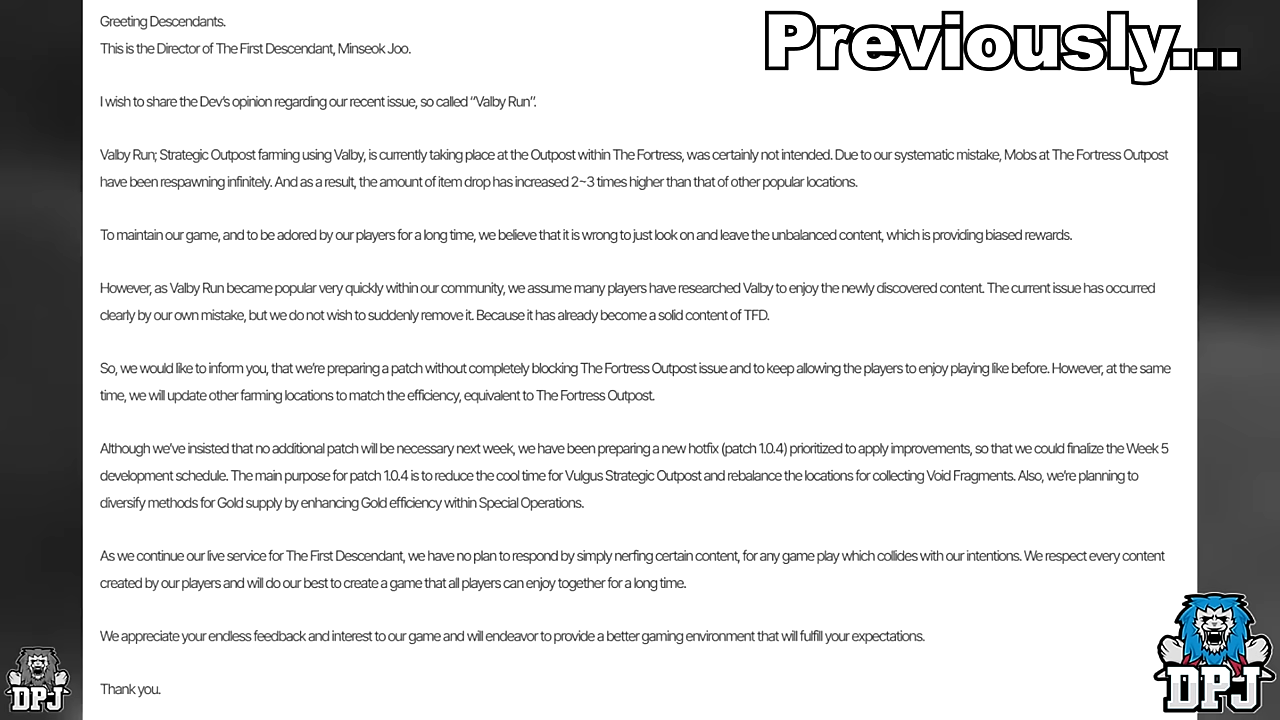 Previously...
Greeting Descendants.
This is the Director of The First Descendant, Minseok Joo.
I wish to share the Dev's opinion regarding our recent issue, so called “Valby Run”.
Valby Run; Strategic Outpost farming using Valby, is currently taking place at the Outpost within The Fortress, was certainly not intended. Due to our systematic mistake, Mobs at The Fortress Outpost
have been respawning infinitely. And as a result, the amount of item drop has increased 2~3 times higher than that of other popular locations.
To maintain our game, and to be adored by our players for a long time, we believe that it is wrong to just look on and leave the unbalanced content, which is providing biased rewards.
However, as Valby Run became popular very quickly within our community, we assume many players have researched Valby to enjoy the newly discovered content. The current issue has occurred
clearly by our own mistake, but we do not wish to suddenly remove it. Because it has already become a solid content of TFD.
So, we would like to inform you, that we're preparing a patch without completely blocking The Fortress Outpost issue and to keep allowing the players to enjoy playing like before. However, at the same
time, we will update other farming locations to match the efficiency, equivalent to The Fortress Outpost.
Although we've insisted that no additional patch will be necessary next week, we have been preparing a new hotfix (patch 1.0.4) prioritized to apply improvements, so that we could finalize the Week 5
development schedule. The main purpose for patch 1.0.4 is to reduce the cool time for Vulgus Strategic Outpost and rebalance the locations for collecting Void Fragments. Also, we're planning to
diversify methods for Gold supply by enhancing Gold efficiency within Special Operations.
As we continue our live service for The First Descendant, we have no plan to respond by simply nerfing certain content, for any game play which collides with our intentions. We respect every content
created by our players and will do our best to create a game that all players can enjoy together for a long time.
We appreciate your endless feedback and interest to our game and will endeavor to provide a better gaming environment that will fulfill your expectations.
Thank you.
DPJ
DPJ